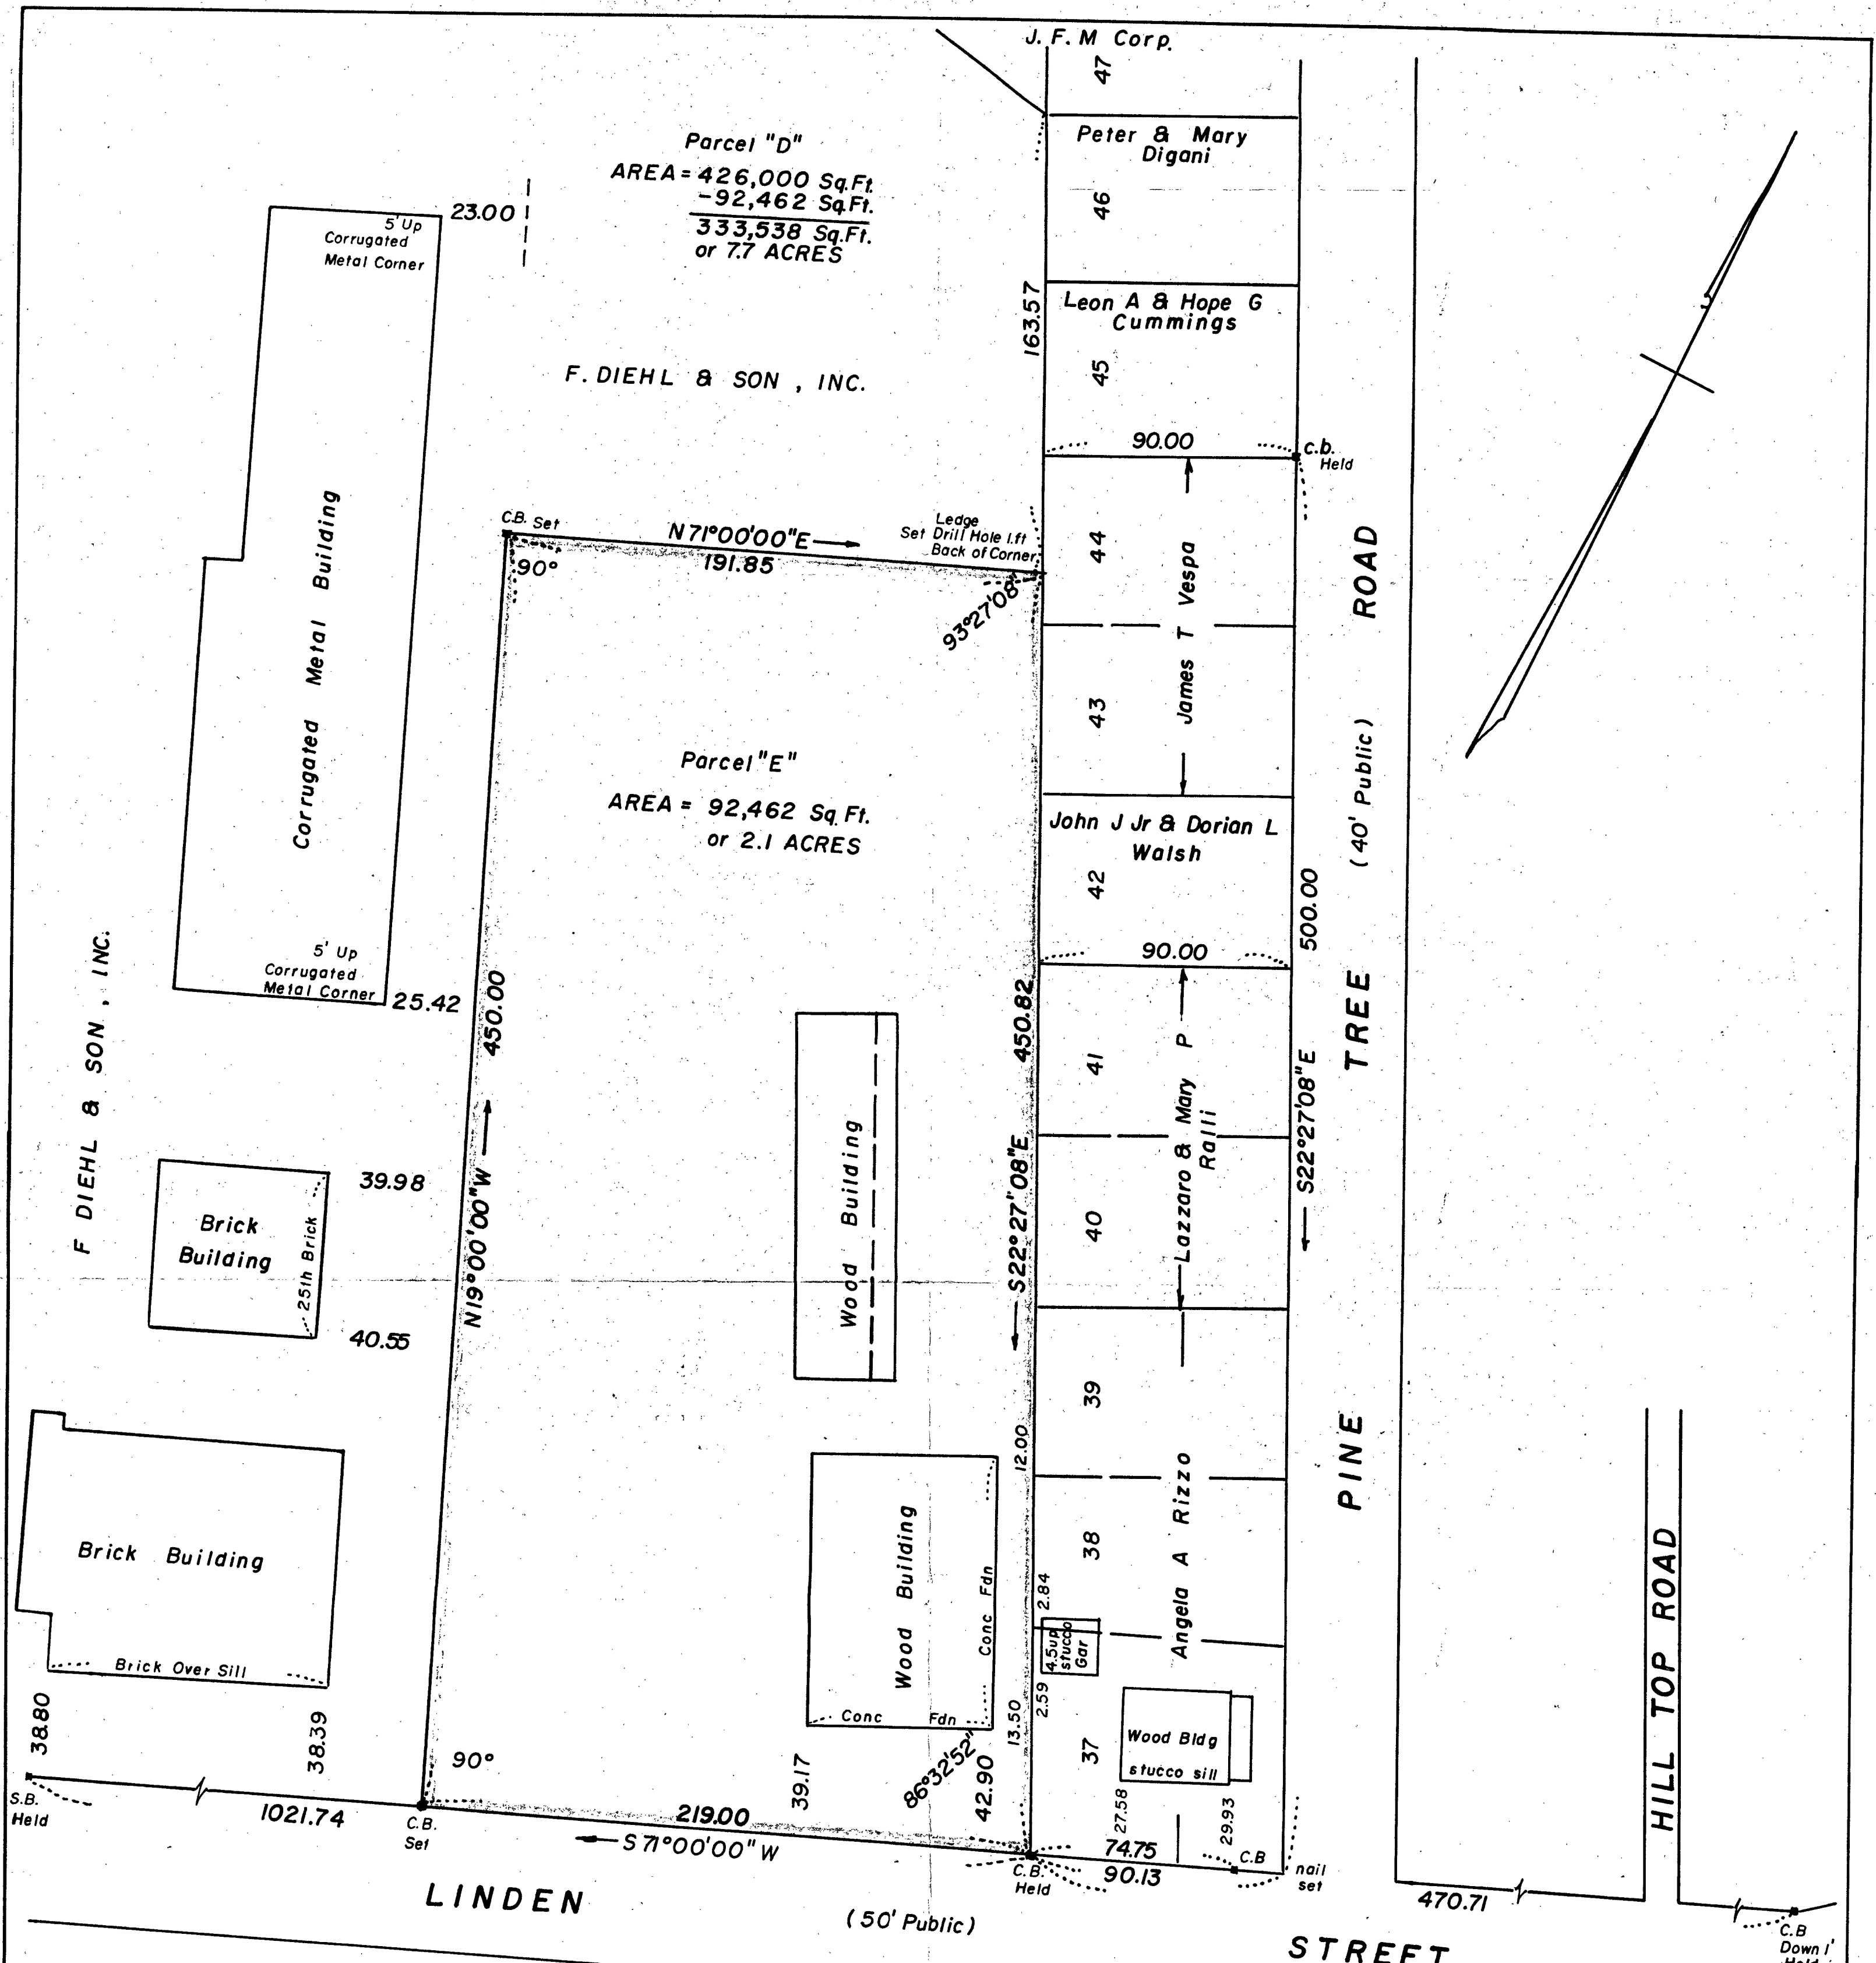 J. F. M Corp.
47
Parcel "D"
AREA = 426,000 Sq.Ft.
-92,462 Sq.Ft.
333,538 Sq.Ft.
or 7.7 ACRES
Peter & Mary
Digani
46
23.00
5' Up
Corrugated
Metal Corner
163.57
Leon A & Hope G
Cummings
45
F. DIEHL & SON , INC.
90.00
c.b.
Held
Corrugated Metal Building
C.B. Set
N 71°00'00"E
191.85
90°
Ledge
Set Drill Hole 1.ft
Back of Corner
93°27'08"
44
James T Vespa
43
Parcel "E"
AREA = 92,462 Sq. Ft.
or 2.1 ACRES
John J Jr & Dorian L
Walsh
42
90.00
PINE TREE ROAD
(40' Public)
500.00
S22°27'08"E
5' Up
Corrugated
Metal Corner
25.42
F DIEHL & SON , INC.
450.00
N19°00'00"W
450.82
S22°27'08"E
41
Lazzaro & Mary P
Ralli
40
Wood Building
39.98
Brick
Building
25th Brick
40.55
39
12.00
Angela A Rizzo
38
Brick Building
Brick Over Sill
Wood Building
Conc Fdn
Conc Fdn
2.84
4.5up
stucco
Gar
2.59
13.50
37
Wood Bldg
stucco sill
HILL TOP ROAD
38.80
38.39
90°
39.17
86°32'52"
42.90
27.58
29.93
S.B.
Held
1021.74
C.B.
Set
219.00
S 71°00'00" W
C.B.
Held
74.75
90.13
C.B
nail
set
470.71
C.B
Down 1'
Held
LINDEN
(50' Public)
STREET